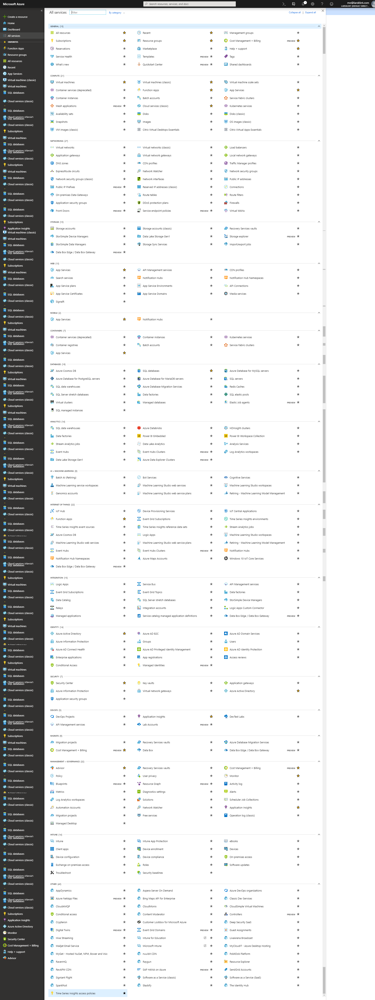 Microsoft Azure
Search resources, services, and docs
1
me@larsklint.com
LARSKLINT (DEFAULT DIRECT...
Create a resource
Home
Dashboard
All services
FAVORITES
Function Apps
Resource groups
All resources
Recent
App Services
Virtual machines (classic)
Virtual machines
SQL databases
Cloud services (classic)
SQL databases
Cloud services (classic)
SQL databases
Cloud services (classic)
Subscriptions
Virtual machines
SQL databases
Cloud services (classic)
SQL databases
Cloud services (classic)
Subscriptions
Virtual machines
SQL databases
Cloud services (classic)
SQL databases
Cloud services (classic)
SQL databases
Cloud services (classic)
Subscriptions
Application Insights
Virtual machines (classic)
Virtual machines
SQL databases
Cloud services (classic)
SQL databases
Cloud services (classic)
Subscriptions
Virtual machines
SQL databases
Cloud services (classic)
SQL databases
Cloud services (classic)
SQL databases
Cloud services (classic)
Subscriptions
Virtual machines
SQL databases
Cloud services (classic)
SQL databases
Cloud services (classic)
SQL databases
Cloud services (classic)
Subscriptions
Virtual machines
SQL databases
Cloud services (classic)
SQL databases
Cloud services (classic)
Subscriptions
Virtual machines
SQL databases
Cloud services (classic)
SQL databases
Cloud services (classic)
SQL databases
Cloud services (classic)
SQL databases
Cloud services (classic)
SQL databases
Cloud services (classic)
Subscriptions
Virtual machines
SQL databases
Cloud services (classic)
SQL databases
Cloud services (classic)
SQL databases
Cloud services (classic)
SQL databases
Cloud services (classic)
SQL databases
Cloud services (classic)
SQL databases
Cloud services (classic)
Subscriptions
Virtual machines
SQL databases
Cloud services (classic)
SQL databases
Cloud services (classic)
Subscriptions
Virtual machines
SQL databases
Cloud services (classic)
SQL databases
Cloud services (classic)
Subscriptions
Virtual machines
SQL databases
Cloud services (classic)
SQL databases
Cloud services (classic)
SQL databases
Cloud services (classic)
SQL databases
Cloud services (classic)
SQL databases
Cloud services (classic)
Subscriptions
Virtual machines
SQL databases
Cloud services (classic)
SQL databases
Cloud services (classic)
SQL databases
Cloud services (classic)
SQL databases
Cloud services (classic)
SQL databases
Cloud services (classic)
SQL databases
Cloud services (classic)
SQL databases
Cloud services (classic)
SQL databases
Cloud services (classic)
SQL databases
Cloud services (classic)
SQL databases
Cloud services (classic)
SQL databases
Cloud services (classic)
SQL databases
Cloud services (classic)
Subscriptions
Application Insights
Azure Active Directory
Monitor
Security Center
Cost Management + Billing
Help + support
Advisor
All services Filter By category Collapse all | Expand all
GENERAL (15)
All resources Recent Management groups
Subscriptions Resource groups Cost Management + Billing PREVIEW
Reservations Marketplace Help + support
Service Health Templates PREVIEW Tags
What's new Quickstart Center PREVIEW Shared dashboards
COMPUTE (21)
Virtual machines Virtual machines (classic) Virtual machine scale sets
Container services (deprecated) Function Apps App Services
Container instances Batch accounts Service Fabric clusters
Mesh applications PREVIEW Cloud services (classic) Kubernetes services
Availability sets Disks Disks (classic)
Snapshots Images OS images (classic)
VM images (classic) Citrix Virtual Desktops Essentials Citrix Virtual Apps Essentials
NETWORKING (27)
Virtual networks Virtual networks (classic) Load balancers
Application gateways Virtual network gateways Local network gateways
DNS zones CDN profiles Traffic Manager profiles
ExpressRoute circuits Network Watcher Network security groups
Network security groups (classic) Network interfaces Public IP addresses
Public IP Prefixes PREVIEW Reserved IP addresses (classic) Connections
On-premises Data Gateways Route tables Route filters
Application security groups DDoS protection plans Firewalls
Front Doors PREVIEW Service endpoint policies PREVIEW Virtual WANs
STORAGE (10)
Storage accounts Storage accounts (classic) Recovery Services vaults
StorSimple Device Managers Data Lake Storage Gen1 Storage explorer PREVIEW
StorSimple Data Managers Storage Sync Services Import/export jobs
Data Box Edge / Data Box Gateway PREVIEW
WEB (13)
App Services API Management services CDN profiles
Search services Notification Hubs Notification Hub Namespaces
App Service plans App Service Environments API Connections
App Service Certificates App Service Domains Media services
SignalR
MOBILE (2)
App Services Notification Hubs
CONTAINERS (7)
Container services (deprecated) Container instances Kubernetes services
Container registries Batch accounts Service Fabric clusters
App Services
DATABASES (16)
Azure Cosmos DB SQL databases Azure Database for MySQL servers
Azure Database for PostgreSQL servers Azure Database for MariaDB servers SQL servers
SQL data warehouses Azure Database Migration Services Redis Caches
SQL Server stretch databases Data factories SQL elastic pools
Virtual clusters Managed databases Elastic Job agents PREVIEW
SQL managed instances
ANALYTICS (14)
SQL data warehouses Azure Databricks HDInsight clusters
Data factories Power BI Embedded Power BI Workspace Collection
Stream Analytics jobs Data Lake Analytics Analysis Services
Event Hubs Event Hubs Clusters PREVIEW Log Analytics workspaces
Data Lake Storage Gen1 Azure Data Explorer Clusters PREVIEW
AI + MACHINE LEARNING (9)
Batch AI (Retiring) Bot Services Cognitive Services
Machine Learning service workspaces Machine Learning Studio web services Machine Learning Studio workspaces
Genomics accounts Machine Learning Studio web service plans Retiring - Machine Learning Model Management
INTERNET OF THINGS (22)
IoT Hub Device Provisioning Services IoT Central Applications
Function Apps Event Grid Subscriptions Time Series Insights environments
Time Series Insights event sources Time Series Insights reference data sets Stream Analytics jobs
Azure Cosmos DB Logic Apps Machine Learning Studio workspaces
Machine Learning Studio web services Machine Learning Studio web service plans Retiring - Machine Learning Model Management
Event Hubs Event Hubs Clusters PREVIEW Notification Hubs
Notification Hub Namespaces Azure Maps Accounts Windows 10 IoT Core Services
Data Box Edge / Data Box Gateway PREVIEW
INTEGRATION (15)
Logic Apps Service Bus API Management services
Event Grid Subscriptions Event Grid Topics Data factories
Data Catalog SQL Server stretch databases StorSimple Device Managers
Relays Integration accounts Logic Apps Custom Connector
Managed applications Service catalog managed application definitions Data Box Edge / Data Box Gateway PREVIEW
IDENTITY (14)
Azure Active Directory Azure AD B2C Azure AD Domain Services
Azure Information Protection Groups Users
Azure AD Connect Health Azure AD Privileged Identity Management Azure AD Identity Protection
Enterprise applications App registrations Access reviews
Conditional Access Managed Identities PREVIEW
SECURITY (7)
Security Center Key vaults Application gateways
Azure Information Protection Virtual network gateways Azure Active Directory
Application security groups
DEVOPS (5)
DevOps Projects Application Insights DevTest Labs
API Management services Lab Accounts PREVIEW
MIGRATE (6)
Migration projects Recovery Services vaults Azure Database Migration Services
Cost Management + Billing PREVIEW Data Box Data Box Edge / Data Box Gateway PREVIEW
MANAGEMENT + GOVERNANCE (22)
Advisor Recovery Services vaults Cost Management + Billing PREVIEW
Policy User privacy Monitor
Blueprints PREVIEW Resource Graph PREVIEW Activity log
Metrics Diagnostics settings Alerts
Log Analytics workspaces Solutions Scheduler Job Collections
Automation Accounts Network Watcher Application Insights
Migration projects Free services Operation log (classic)
Managed Desktop
INTUNE (14)
Intune Intune App Protection eBooks
Client apps Device enrollment Devices
Device configuration Device compliance On-premises access
Exchange on-premises access Roles Software updates
Troubleshoot Security baselines
OTHER (40)
AppDynamics Aspera Server On Demand Azure DevOps organizations
Azure NetApp Files PREVIEW Bing Maps API for Enterprise Classic Dev Services
CloudAMQP CloudMonix CloudSimple Virtual Machines
Conditional access Content Moderator Controllers PREVIEW
Crypteron Customer Lockbox for Microsoft Azure Deep Security SaaS
Digital Twins PREVIEW Event Grid Domains PREVIEW Guest Assignments
Hive Streaming Intune for Education LiveArena Broadcast
Mailjet Email Service Microsoft Intune MyCloudIT - Azure Desktop Hosting
MyGet - Hosted NuGet, NPM, Bower and Vsix nuubit CDN PokitDok Platform
RavenHQ Raygun Resource Explorer
RevAPM CDN SAP HANA on Azure PREVIEW SendGrid Accounts
Signiant Flight Software as a Service (classic) Software as a Service (SaaS)
SparkPost Stackify The Identity Hub
Time Series Insights access policies